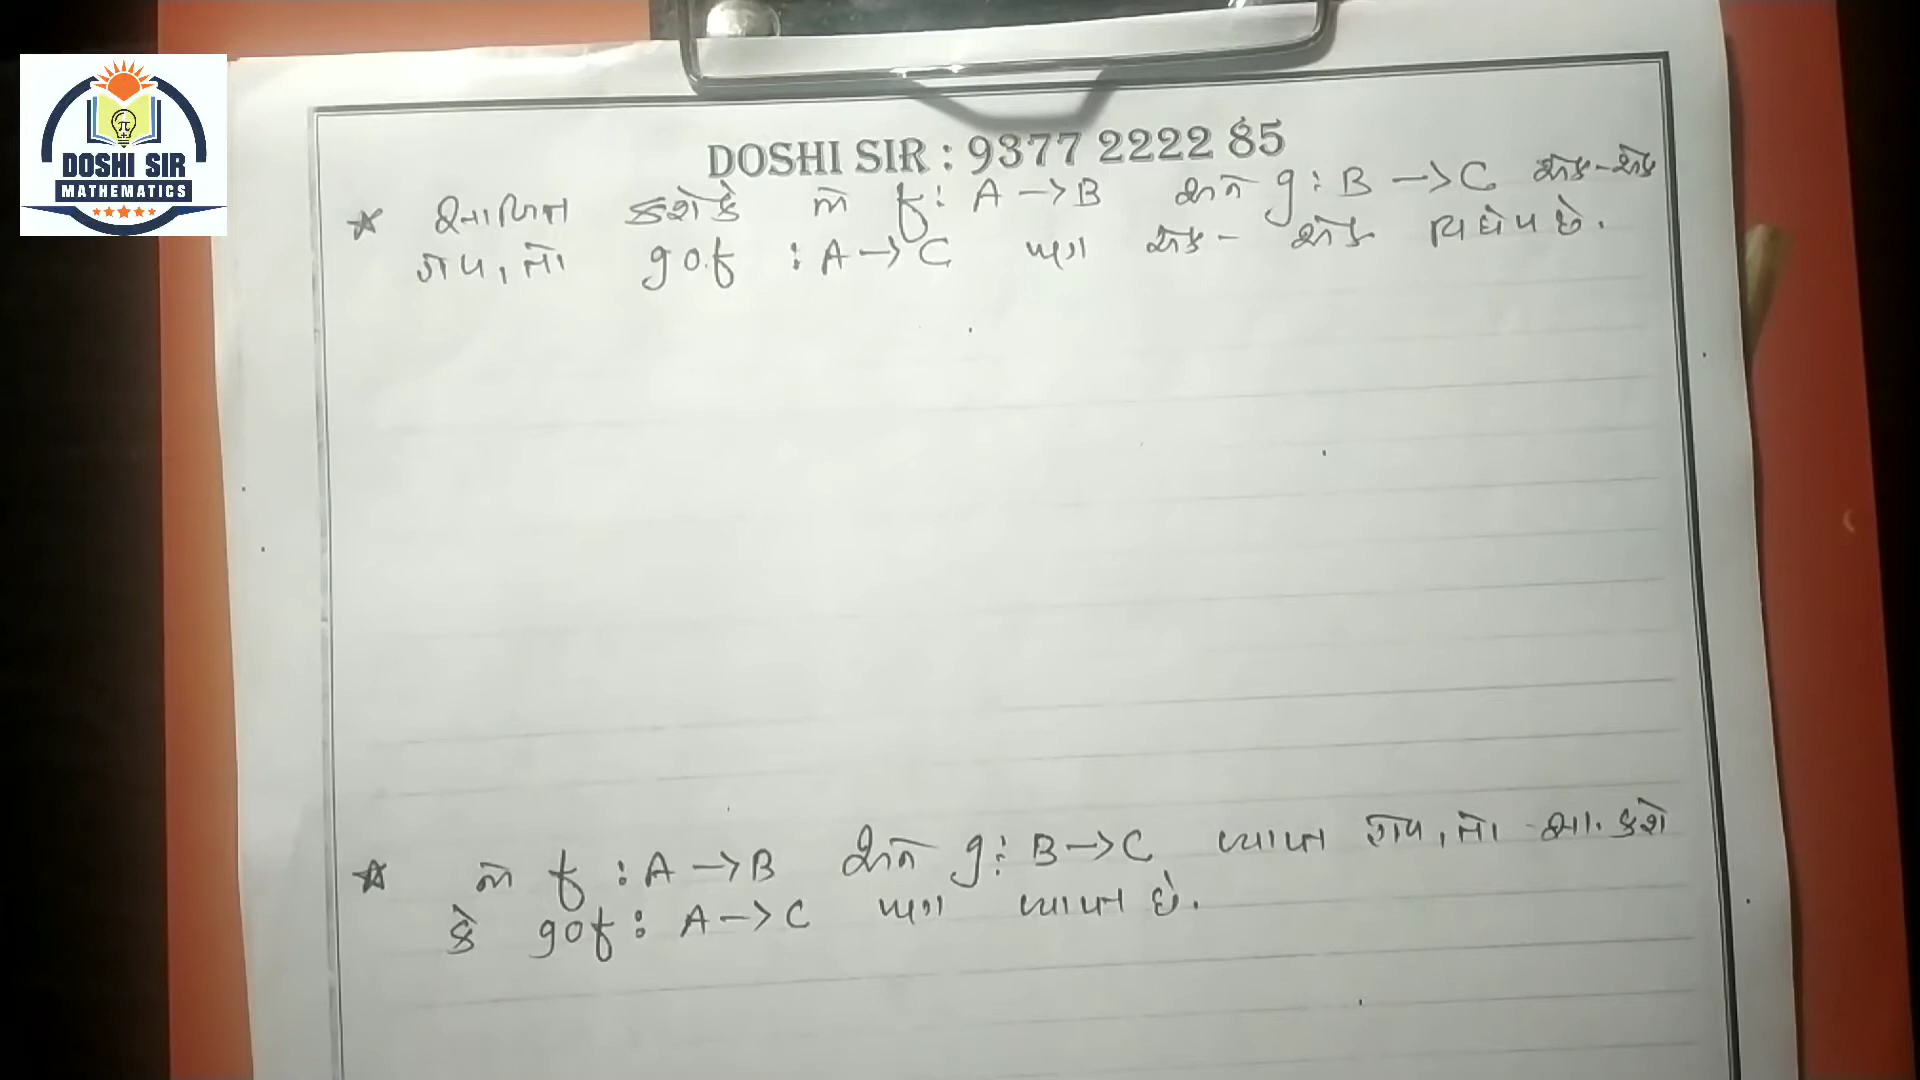 DOSHI SIR
MATHEMATICS
DOSHI SIR : 9377 2222 85
★ સાબિત કરો કે જો f : A → B અને g : B → C એક-એક
હોય, તો gof : A → C પણ એક-એક વિધેય છે.
★ જો f : A → B અને g : B → C વ્યાપ્ત હોય, તો સા. કરો
કે gof : A → C પણ વ્યાપ્ત છે.